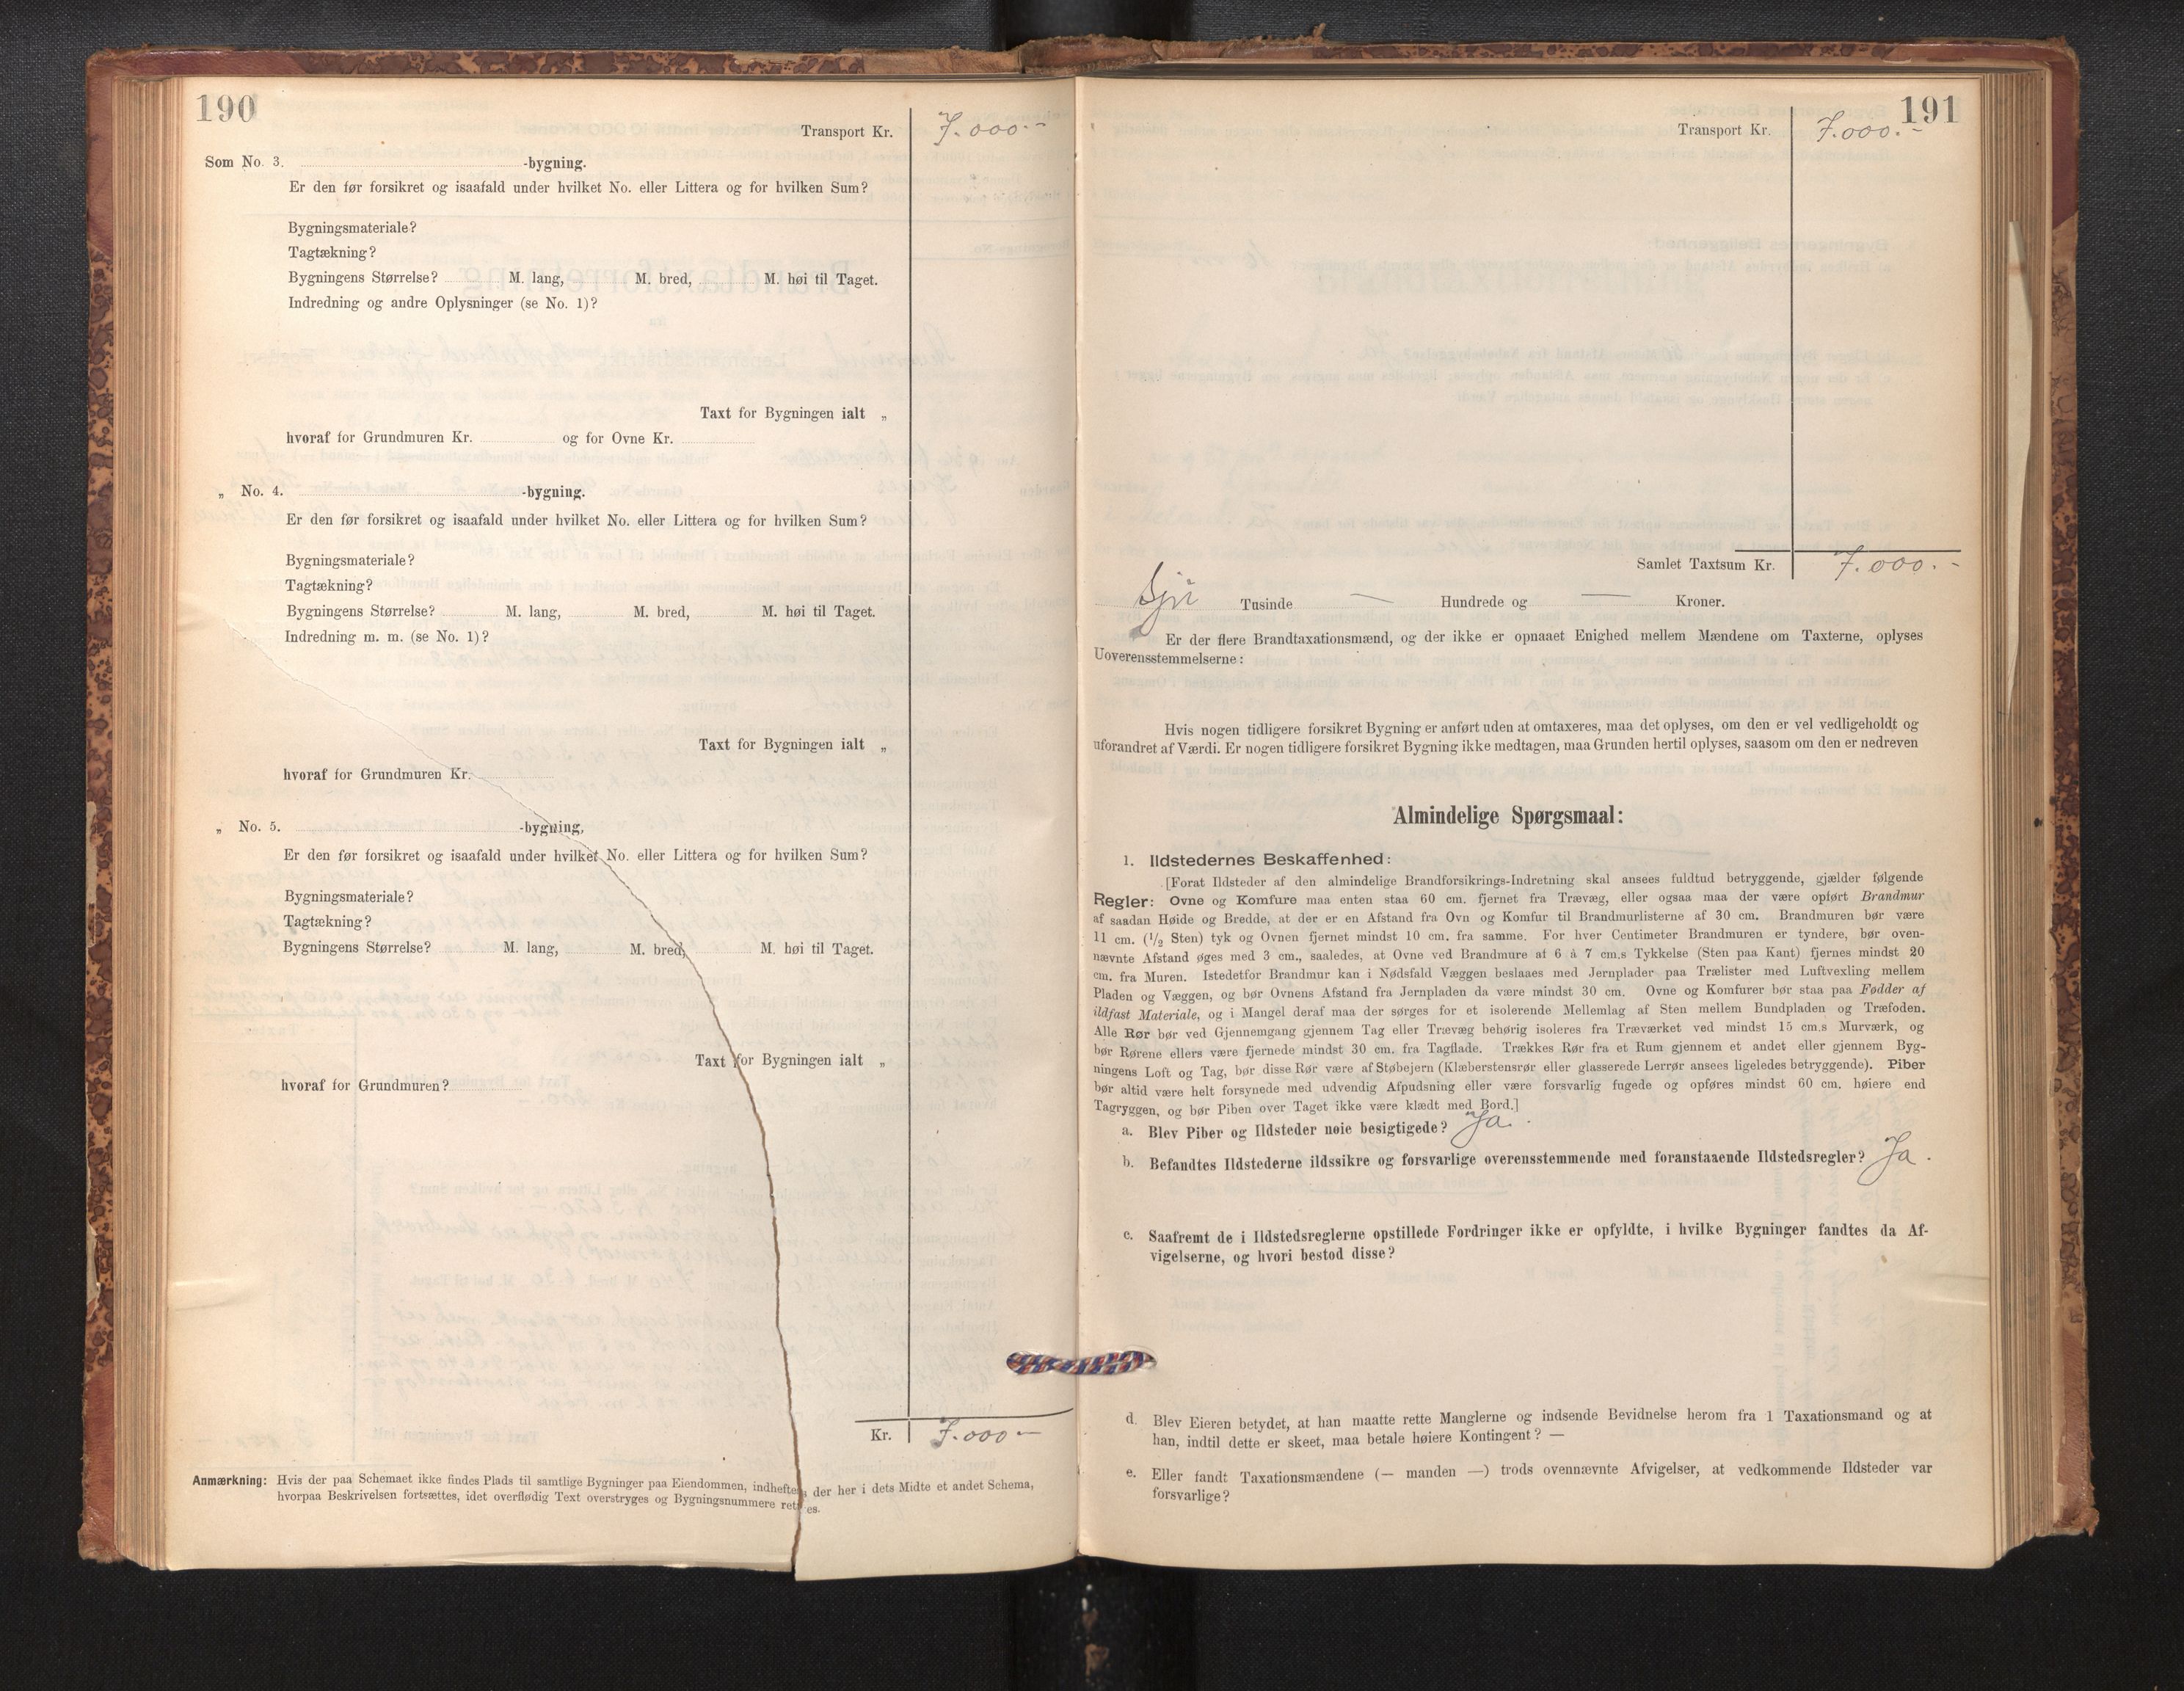 190
Transport Kr. 7.000.-
Som No. 3. -bygning.
Er den før forsikret og isaafald under hvilket No. eller Littera og for hvilken Sum?
Bygningsmateriale?
Tagtækning?
Bygningens Størrelse? M. lang, M. bred, M. høi til Taget.
Indredning og andre Oplysninger (se No. 1)?
Taxt for Bygningen ialt „
hvoraf for Grundmuren Kr. og for Ovne Kr.
„ No. 4. -bygning.
Er den før forsikret og isaafald under hvilket No. eller Littera og for hvilken Sum?
Bygningsmateriale?
Tagtækning?
Bygningens Størrelse? M. lang, M. bred, M. høi til Taget.
Indredning m. m. (se No. 1)?
Taxt for Bygningen ialt „
hvoraf for Grundmuren Kr.
„ No. 5. -bygning,
Er den før forsikret og isaafald under hvilket No. eller Littera og for hvilken Sum?
Bygningsmateriale?
Tagtækning?
Bygningens Størrelse? M. lang, M. bred, M. høi til Taget.
Taxt for Bygningen ialt „
hvoraf for Grundmuren?
Kr. 7.000-
Anmærkning: Hvis der paa Schemaet ikke findes Plads til samtlige Bygninger paa Eiendommen, indheftes der her i dets Midte et andet Schema,
hvorpaa Beskrivelsen fortsættes, idet overflødig Text overstryges og Bygningsnummere rettes.
191
Transport Kr. 7.000.-
Samlet Taxtsum Kr. 7.000.-
Syv Tusinde — Hundrede og — Kroner.
Er der flere Brandtaxationsmænd, og der ikke er opnaaet Enighed mellem Mændene om Taxterne, oplyses
Uoverensstemmelserne:
Hvis nogen tidligere forsikret Bygning er anført uden at omtaxeres, maa det oplyses, om den er vel vedligeholdt og
uforandret af Værdi. Er nogen tidligere forsikret Bygning ikke medtagen, maa Grunden hertil oplyses, saasom om den er nedreven
Almindelige Spørgsmaal:
1. Ildstedernes Beskaffenhed:
[Forat Ildsteder af den almindelige Brandforsikrings-Indretning skal ansees fuldtud betryggende, gjælder følgende
Regler: Ovne og Komfure maa enten staa 60 cm. fjernet fra Trævæg, eller ogsaa maa der være opført Brandmur
af saadan Høide og Bredde, at der er en Afstand fra Ovn og Komfur til Brandmurlisterne af 30 cm. Brandmuren bør være
11 cm. (1/2 Sten) tyk og Ovnen fjernet mindst 10 cm. fra samme. For hver Centimeter Brandmuren er tyndere, bør oven-
nævnte Afstand øges med 3 cm., saaledes, at Ovne ved Brandmure af 6 à 7 cm.s Tykkelse (Sten paa Kant) fjernes mindst 20
cm. fra Muren. Istedetfor Brandmur kan i Nødsfald Væggen beslaaes med Jernplader paa Trælister med Luftvexling mellem
Pladen og Væggen, og bør Ovnens Afstand fra Jernpladen da være mindst 30 cm. Ovne og Komfurer bør staa paa Fødder af
ildfast Materiale, og i Mangel deraf maa der sørges for et isolerende Mellemlag af Sten mellem Bundpladen og Træfoden.
Alle Rør bør ved Gjennemgang gjennem Tag eller Trævæg behørig isoleres fra Træværket ved mindst 15 cm.s Murværk, og
bør Rørene ellers være fjernede mindst 30 cm. fra Tagflade. Trækkes Rør fra et Rum gjennem et andet eller gjennem Byg-
ningens Loft og Tag, bør disse Rør være af Støbejern (Klæberstensrør eller glasserede Lerrør ansees ligeledes betryggende). Piber
bør altid være helt forsynede med udvendig Afpudsning eller være forsvarlig fugede og opføres mindst 60 cm. høiere end
Tagryggen, og bør Piben over Taget ikke være klædt med Bord.]
a. Blev Piber og Ildsteder nøie besigtigede? Ja.
b. Befandtes Ildstederne ildssikre og forsvarlige overensstemmende med foranstaaende Ildstedsregler? Ja.
c. Saafremt de i Ildstedsreglerne opstillede Fordringer ikke er opfyldte, i hvilke Bygninger fandtes da Af-
vigelserne, og hvori bestod disse?
d. Blev Eieren betydet, at han maatte rette Manglerne og indsende Bevidnelse herom fra 1 Taxationsmand og at
han, indtil dette er skeet, maa betale høiere Kontingent? —
e. Eller fandt Taxationsmændene (— manden —) trods ovennævnte Afvigelser, at vedkommende Ildsteder var
forsvarlige?